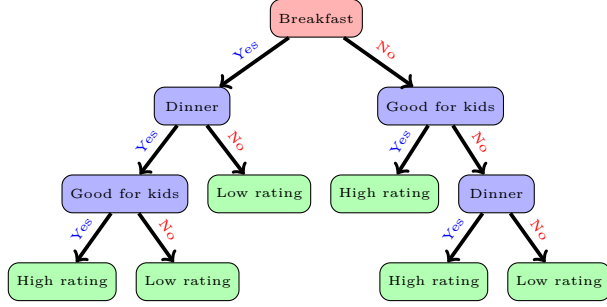 Breakfast
Yes
No
Dinner
Good for kids
Yes
No
Yes
No
Good for kids
Low rating
High rating
Dinner
Yes
No
Yes
No
High rating
Low rating
High rating
Low rating